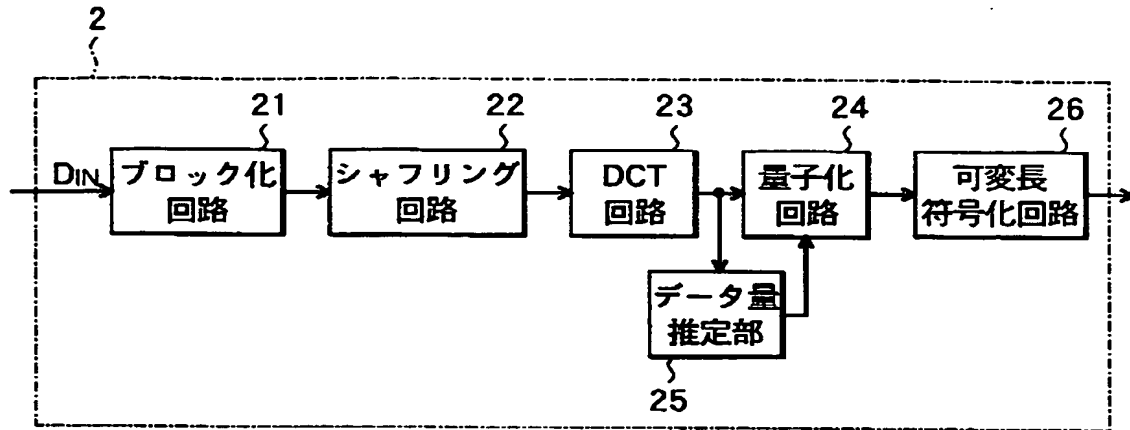 2
21
22
23
24
26
DIN
ブロック化
回路
シャフリング
回路
DCT
回路
量子化
回路
可変長
符号化回路
データ量
推定部
25